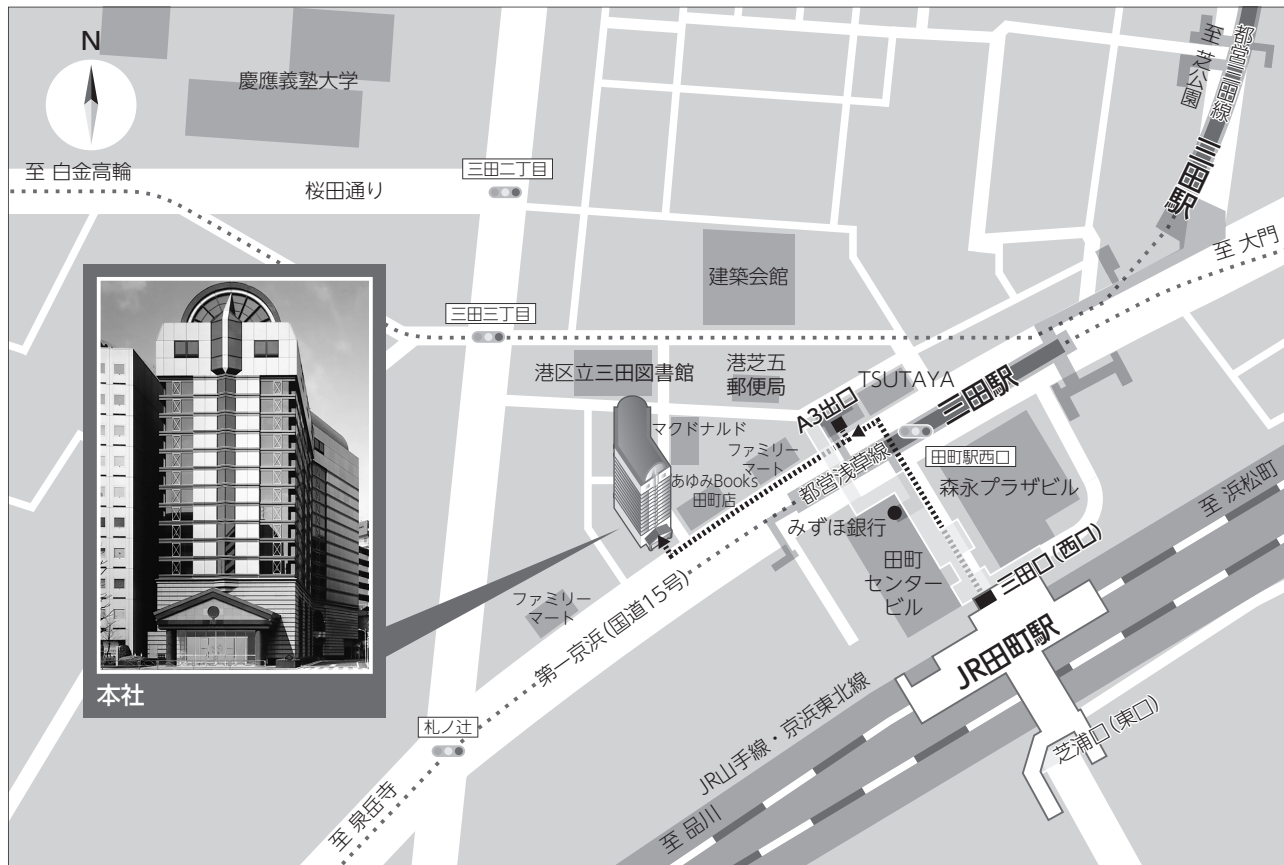 N
慶應義塾大学
至 白金高輪
桜田通り
三田二丁目
至 芝公園
都営三田線
三田駅
至 大門
建築会館
三田三丁目
港区立三田図書館
港芝五
郵便局
TSUTAYA
A3出口
三田駅
マクドナルド
ファミリー
マート
都営浅草線
田町駅西口
あゆみBooks
田町店
森永プラザビル
至 浜松町
みずほ銀行
田町
センター
ビル
三田口(西口)
ファミリー
マート
第一京浜(国道15号)
JR田町駅
本社
札ノ辻
JR山手線・京浜東北線
芝浦口(東口)
至 泉岳寺
至 品川